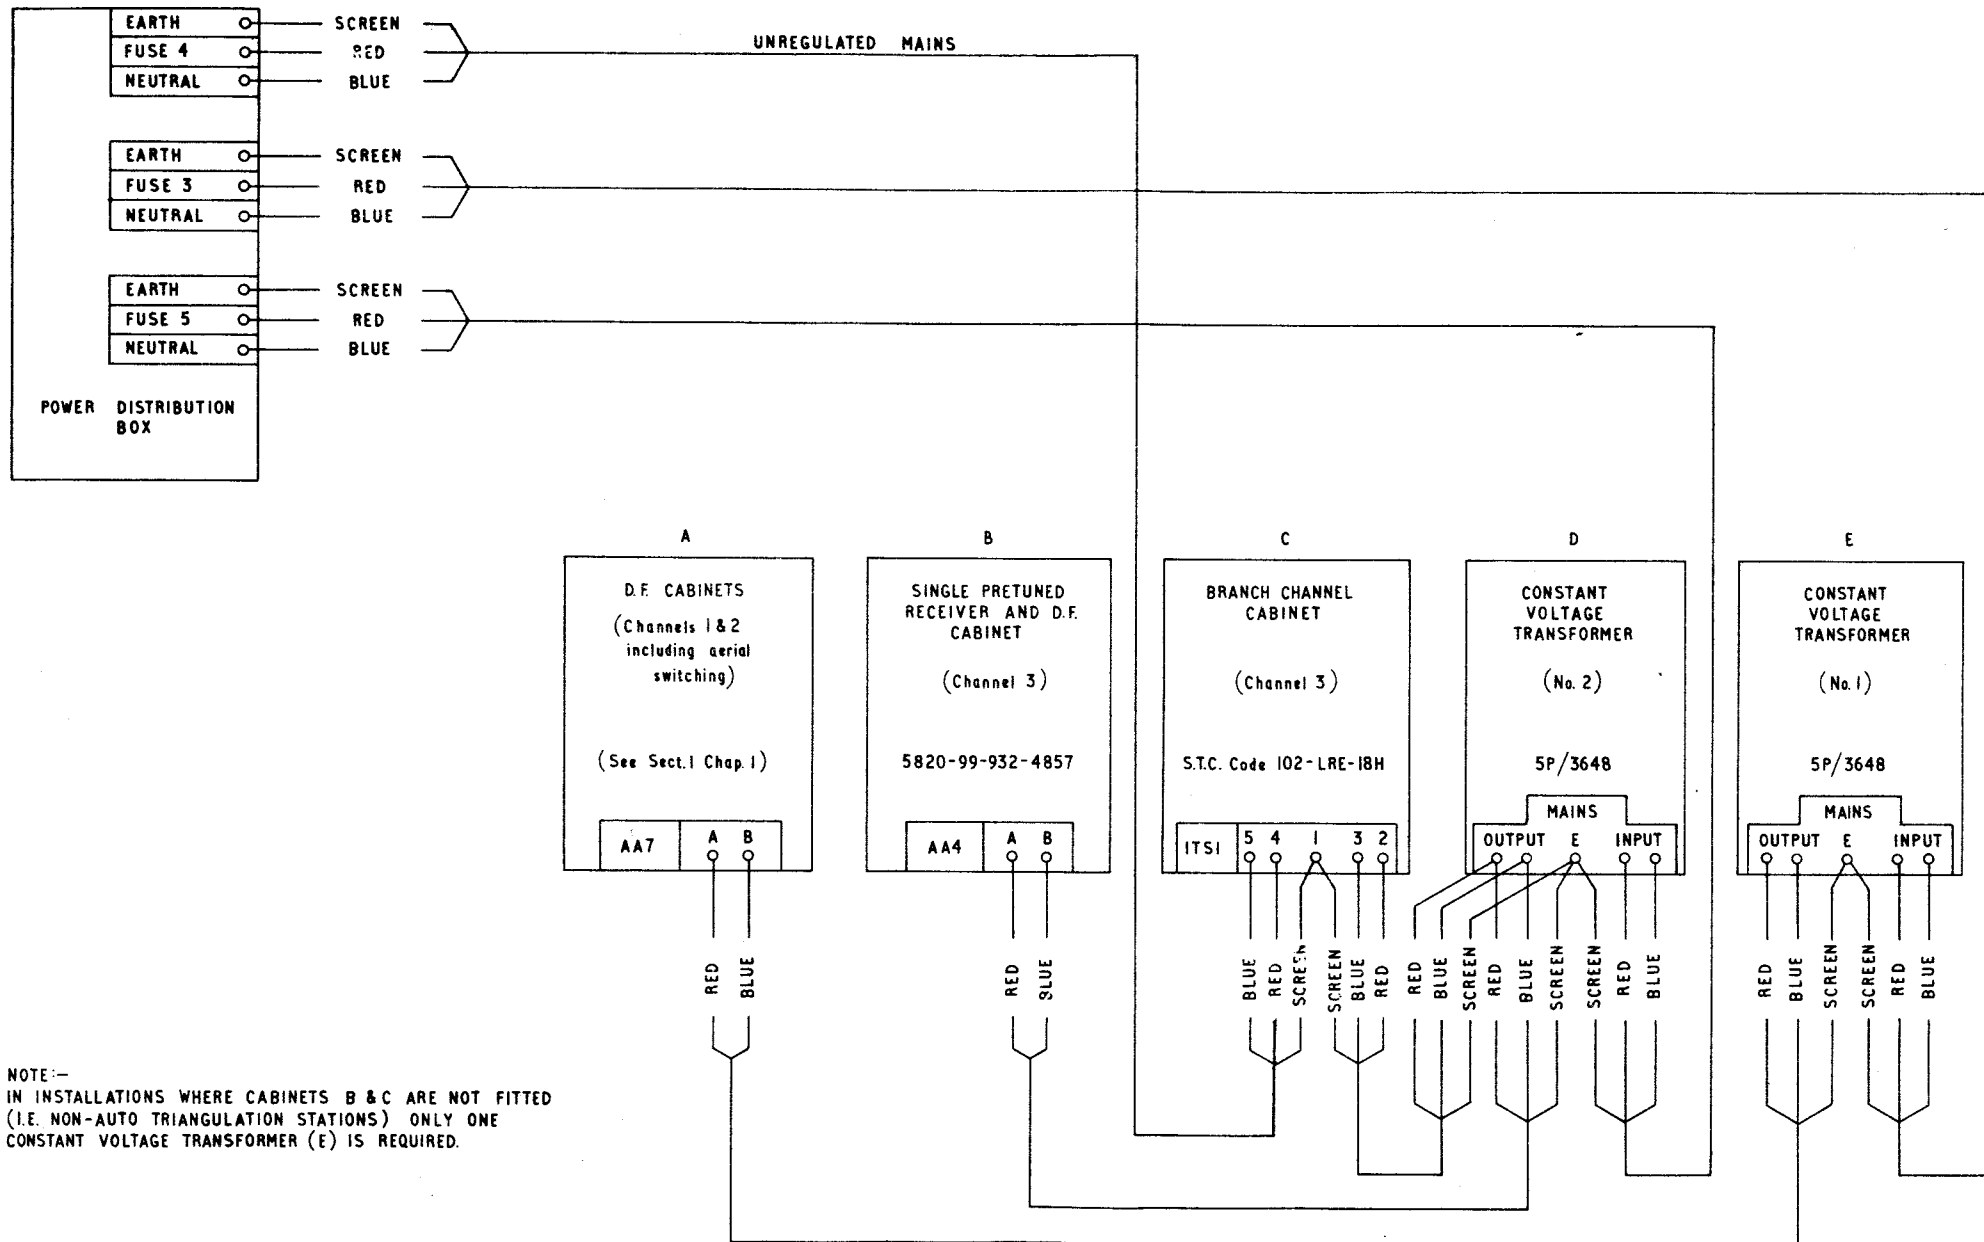 EARTH SCREEN
FUSE 4 RED
NEUTRAL BLUE
UNREGULATED MAINS
EARTH SCREEN
FUSE 3 RED
NEUTRAL BLUE
EARTH SCREEN
FUSE 5 RED
NEUTRAL BLUE
POWER DISTRIBUTION
BOX
A
D.F. CABINETS
(Channels 1 & 2
including aerial
switching)
(See Sect.1 Chap.1)
AA7 A B
RED BLUE
B
SINGLE PRETUNED
RECEIVER AND D.F.
CABINET
(Channel 3)
5820-99-932-4857
AA4 A B
RED BLUE
C
BRANCH CHANNEL
CABINET
(Channel 3)
S.T.C. Code 102-LRE-18H
ITS1 5 4 1 3 2
BLUE RED SCREEN SCREEN BLUE RED
D
CONSTANT
VOLTAGE
TRANSFORMER
(No. 2)
5P/3648
MAINS
OUTPUT E INPUT
RED BLUE SCREEN RED BLUE SCREEN SCREEN RED BLUE
E
CONSTANT
VOLTAGE
TRANSFORMER
(No. 1)
5P/3648
MAINS
OUTPUT E INPUT
RED BLUE SCREEN SCREEN RED BLUE
NOTE:-
IN INSTALLATIONS WHERE CABINETS B & C ARE NOT FITTED
(I.E. NON-AUTO TRIANGULATION STATIONS) ONLY ONE
CONSTANT VOLTAGE TRANSFORMER (E) IS REQUIRED.